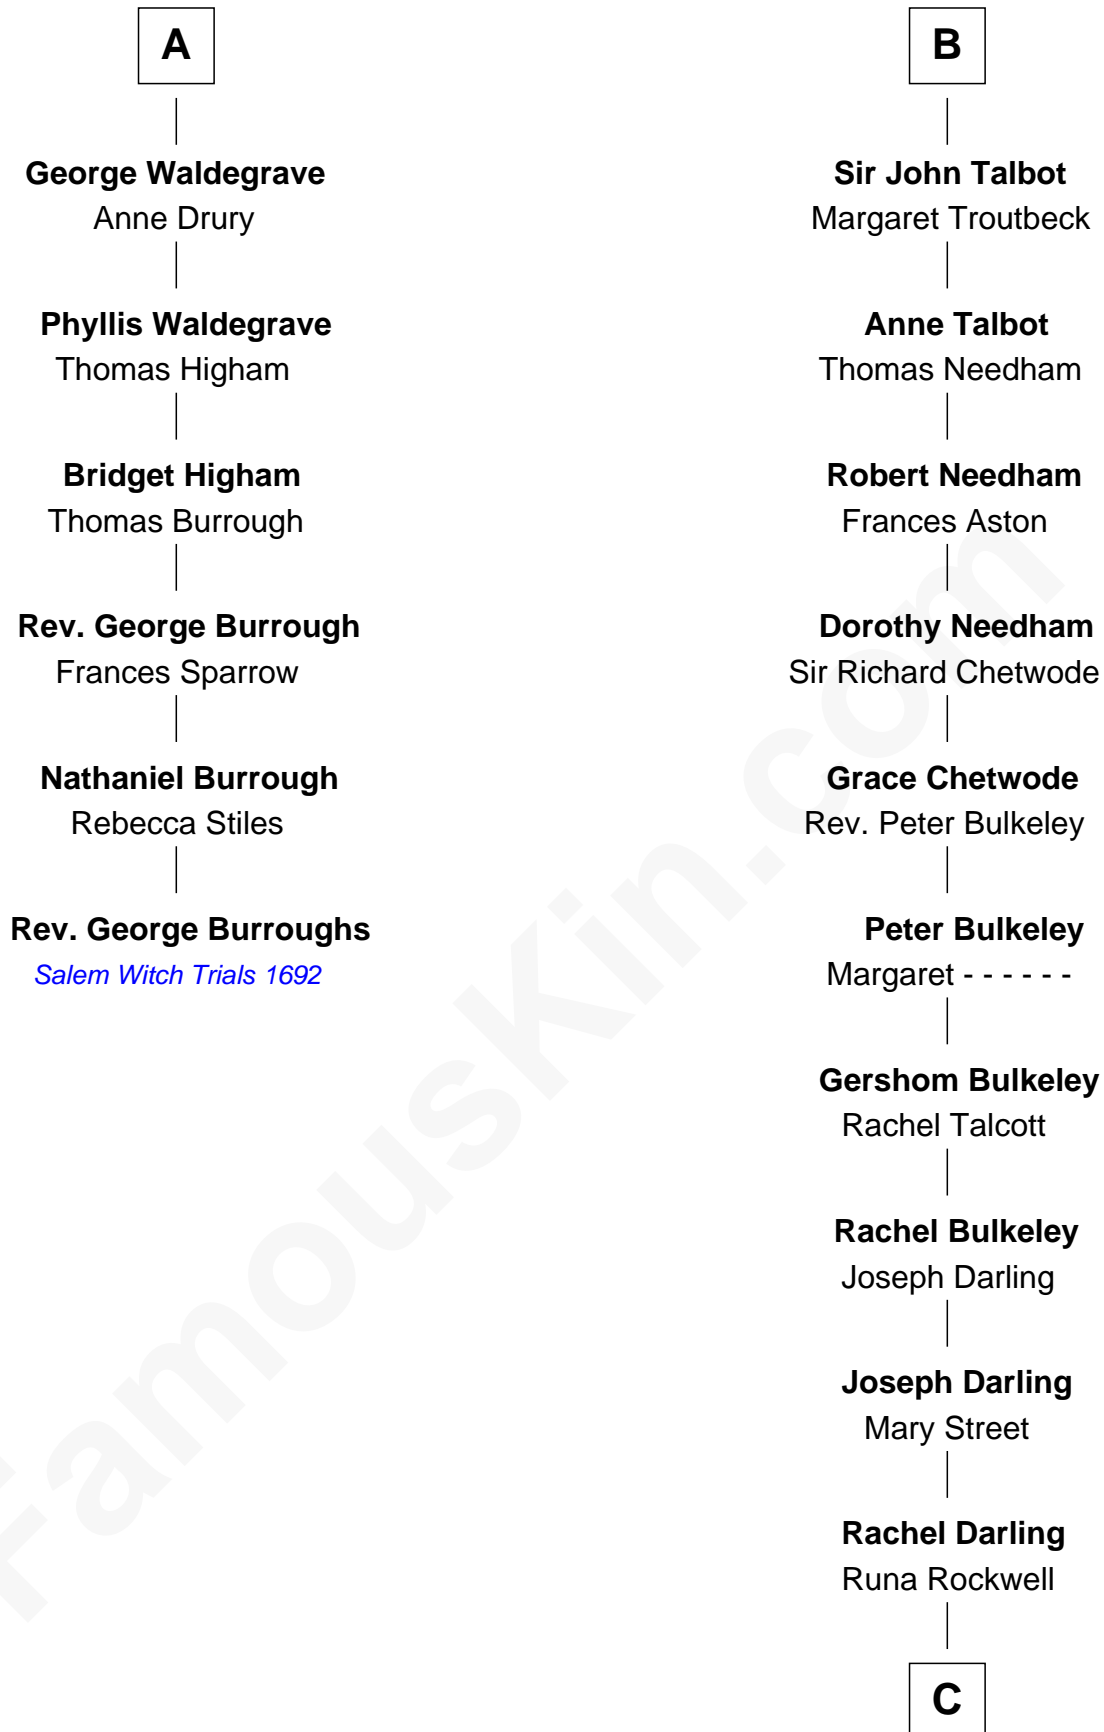 A
George Waldegrave
Anne Drury
Phyllis Waldegrave
Thomas Higham
Bridget Higham
Thomas Burrough
Rev. George Burrough
Frances Sparrow
Nathaniel Burrough
Rebecca Stiles
Rev. George Burroughs
Salem Witch Trials 1692
B
Sir John Talbot
Margaret Troutbeck
Anne Talbot
Thomas Needham
Robert Needham
Frances Aston
Dorothy Needham
Sir Richard Chetwode
Grace Chetwode
Rev. Peter Bulkeley
Peter Bulkeley
Margaret - - - - - -
Gershom Bulkeley
Rachel Talcott
Rachel Bulkeley
Joseph Darling
Joseph Darling
Mary Street
Rachel Darling
Runa Rockwell
C
FamousKin.com